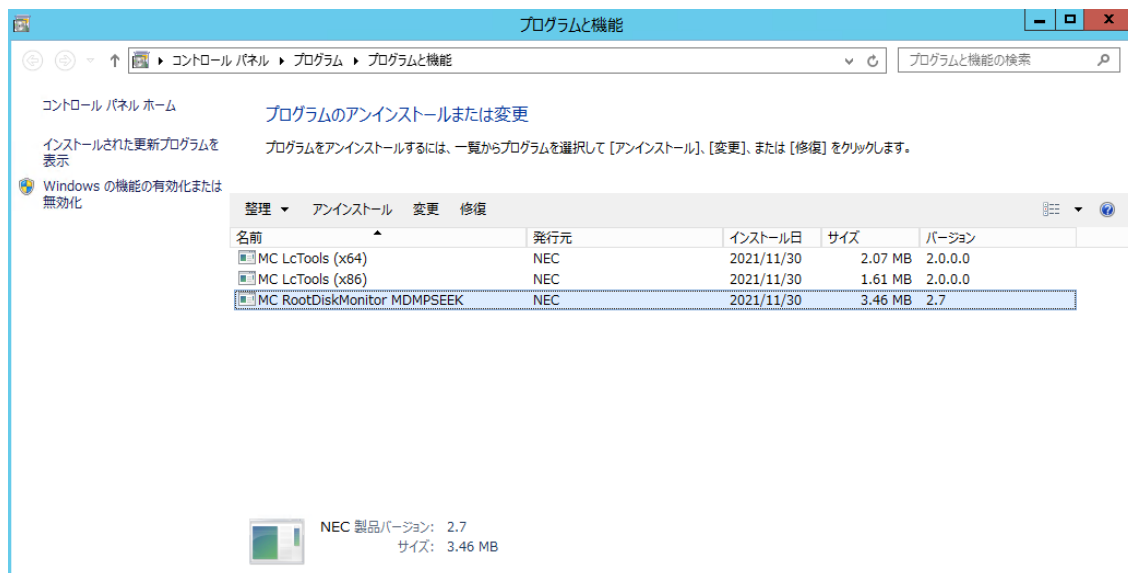 プログラムと機能
コントロール パネル ▸ プログラム ▸ プログラムと機能
プログラムと機能の検索
コントロール パネル ホーム
インストールされた更新プログラムを
表示
Windows の機能の有効化または
無効化
プログラムのアンインストールまたは変更
プログラムをアンインストールするには、一覧からプログラムを選択して [アンインストール]、[変更]、または [修復] をクリックします。
整理 アンインストール 変更 修復
名前 発行元 インストール日 サイズ バージョン
MC LcTools (x64) NEC 2021/11/30 2.07 MB 2.0.0.0
MC LcTools (x86) NEC 2021/11/30 1.61 MB 2.0.0.0
MC RootDiskMonitor MDMPSEEK NEC 2021/11/30 3.46 MB 2.7
NEC 製品バージョン: 2.7
サイズ: 3.46 MB